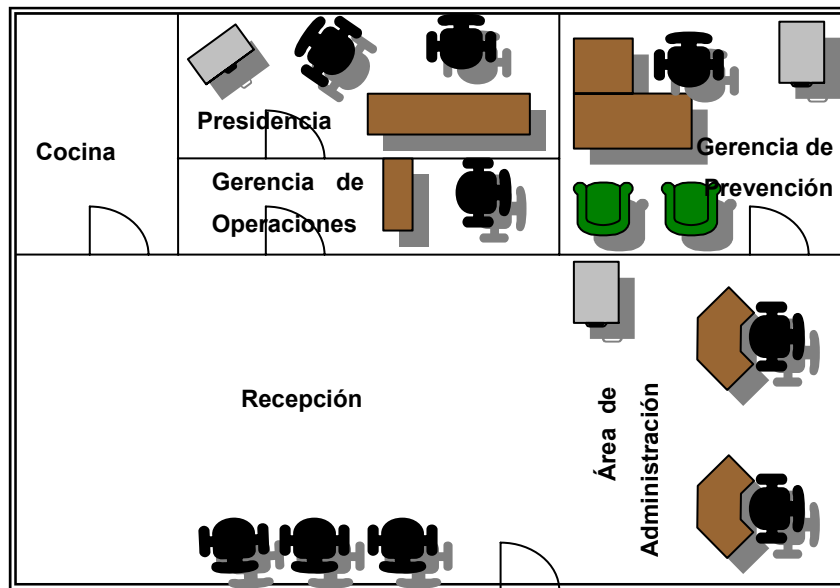 Presidencia
Cocina
Gerencia de
Prevención
Gerencia de
Operaciones
Recepción
Área de
Administración